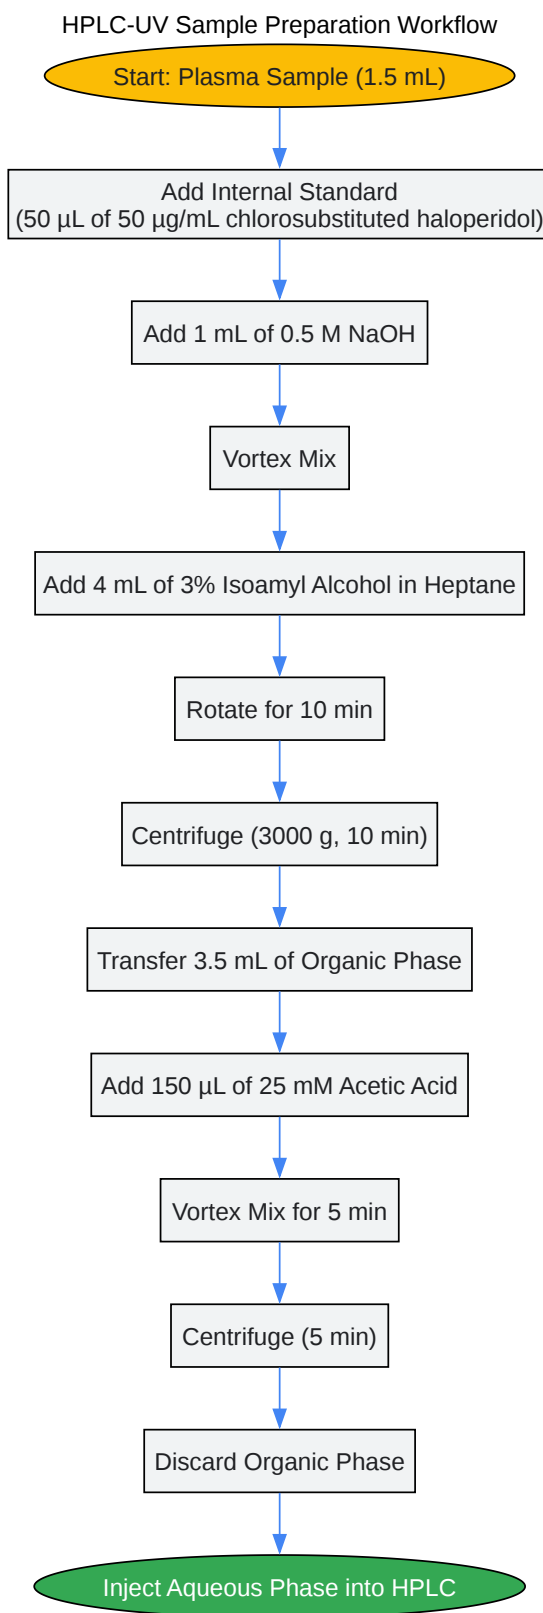 HPLC-UV Sample Preparation Workflow
Start: Plasma Sample (1.5 mL)
Add Internal Standard
(50 µL of 50 µg/mL chlorosubstituted haloperidol)
Add 1 mL of 0.5 M NaOH
Vortex Mix
Add 4 mL of 3% Isoamyl Alcohol in Heptane
Rotate for 10 min
Centrifuge (3000 g, 10 min)
Transfer 3.5 mL of Organic Phase
Add 150 µL of 25 mM Acetic Acid
Vortex Mix for 5 min
Centrifuge (5 min)
Discard Organic Phase
Inject Aqueous Phase into HPLC